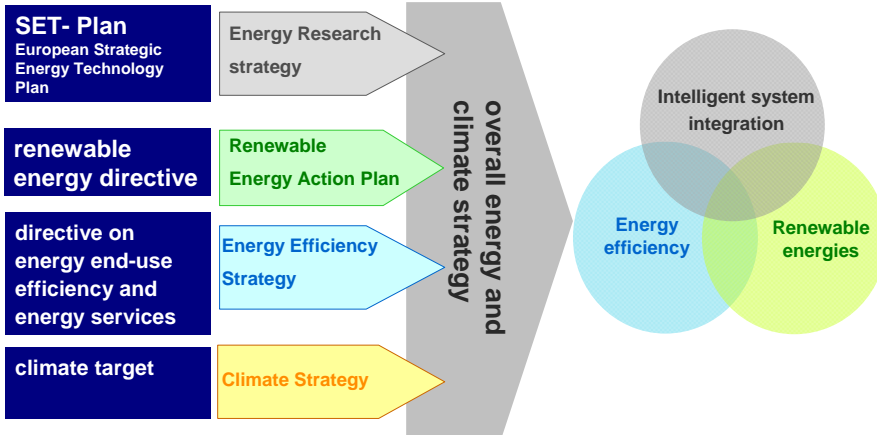 SET- Plan
European Strategic
Energy Technology
Plan
Energy Research
strategy
renewable
energy directive
Renewable
Energy Action Plan
directive on
energy end-use
efficiency and
energy services
Energy Efficiency
Strategy
climate target
Climate Strategy
overall energy and
climate strategy
Intelligent system
integration
Energy
efficiency
Renewable
energies